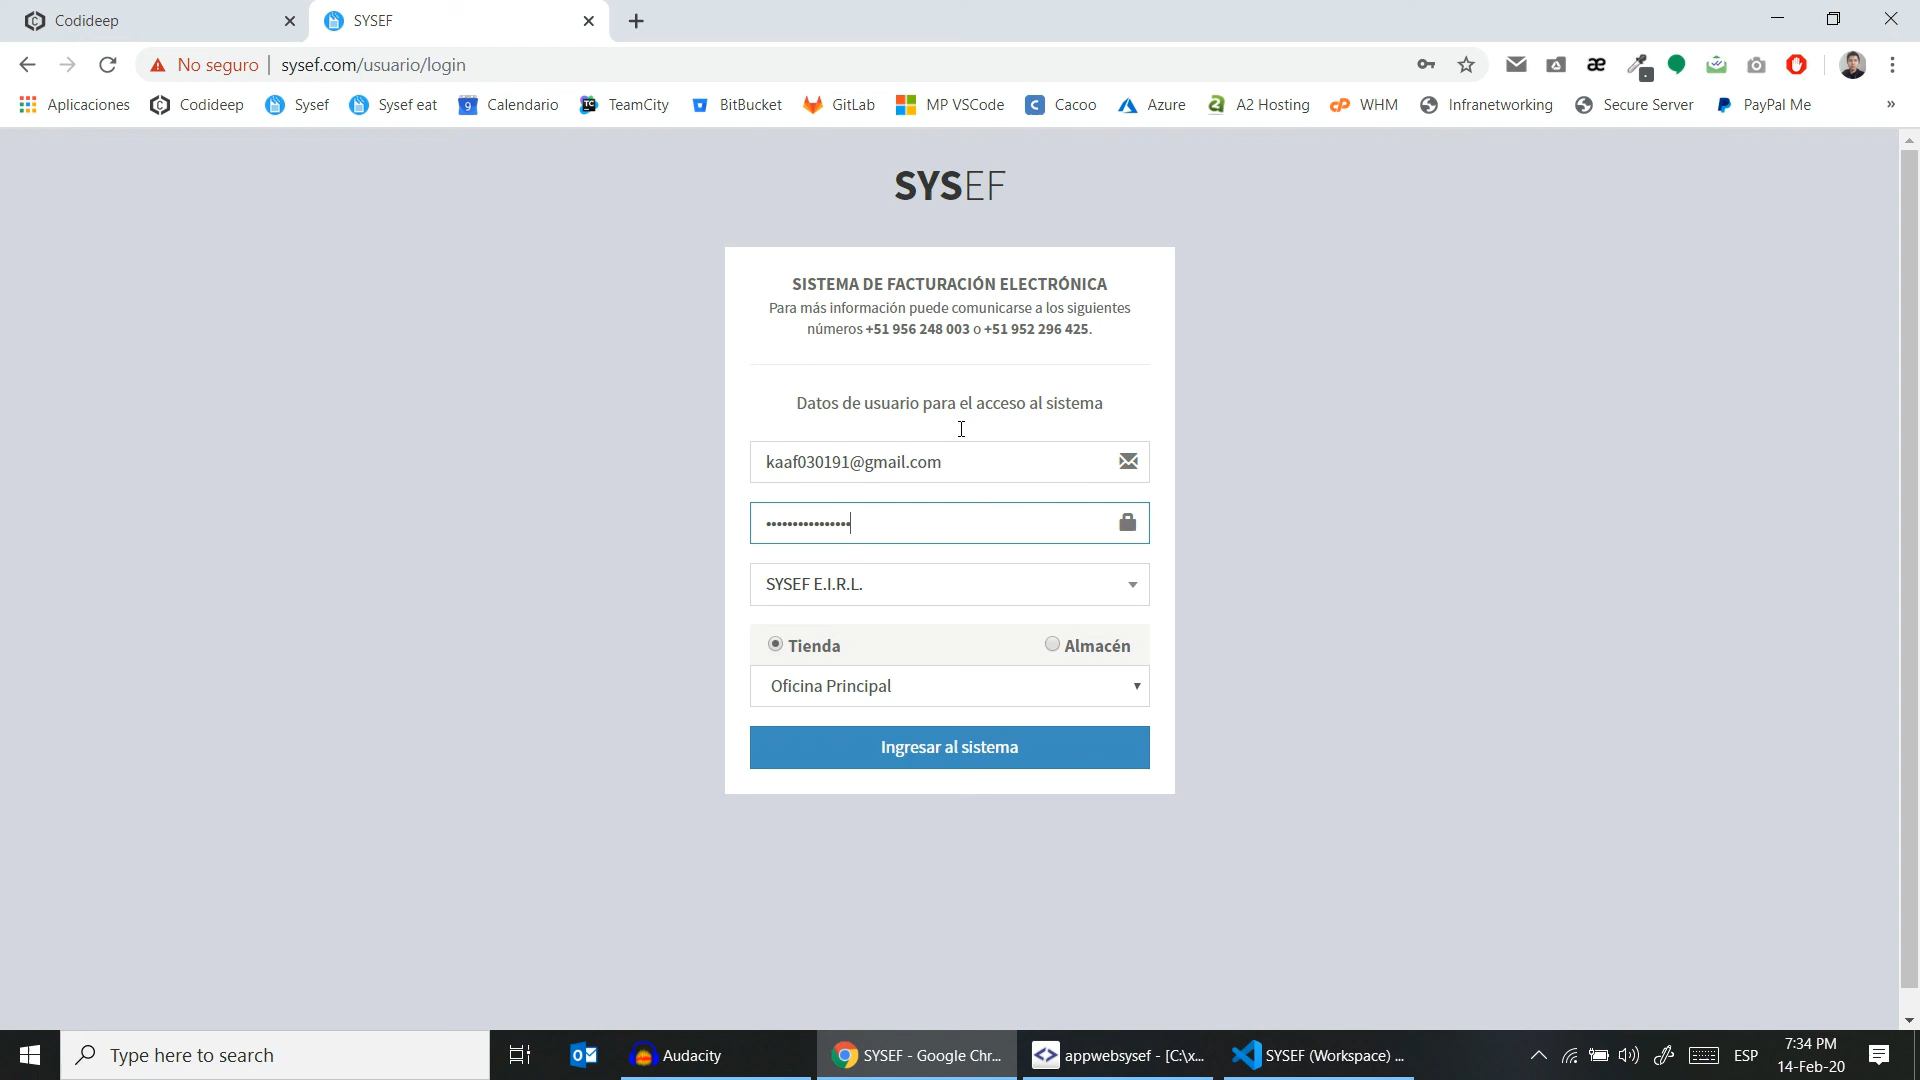 Codideep
SYSEF
No seguro
sysef.com/usuario/login
Aplicaciones
Codideep
Sysef
Sysef eat
9
Calendario
TC
TeamCity
BitBucket
GitLab
MP VSCode
C
Cacoo
Azure
A2 Hosting
cP
WHM
Infranetworking
Secure Server
PayPal Me
»
æ
SYSEF
SISTEMA DE FACTURACIÓN ELECTRÓNICA
Para más información puede comunicarse a los siguientes
números +51 956 248 003 o +51 952 296 425.
Datos de usuario para el acceso al sistema
kaaf030191@gmail.com
••••••••••••••••
SYSEF E.I.R.L.
Tienda
Almacén
Oficina Principal
Ingresar al sistema
Type here to search
Audacity
SYSEF - Google Chr...
appwebsysef - [C:\x...
SYSEF (Workspace) ...
ESP
7:34 PM
14-Feb-20